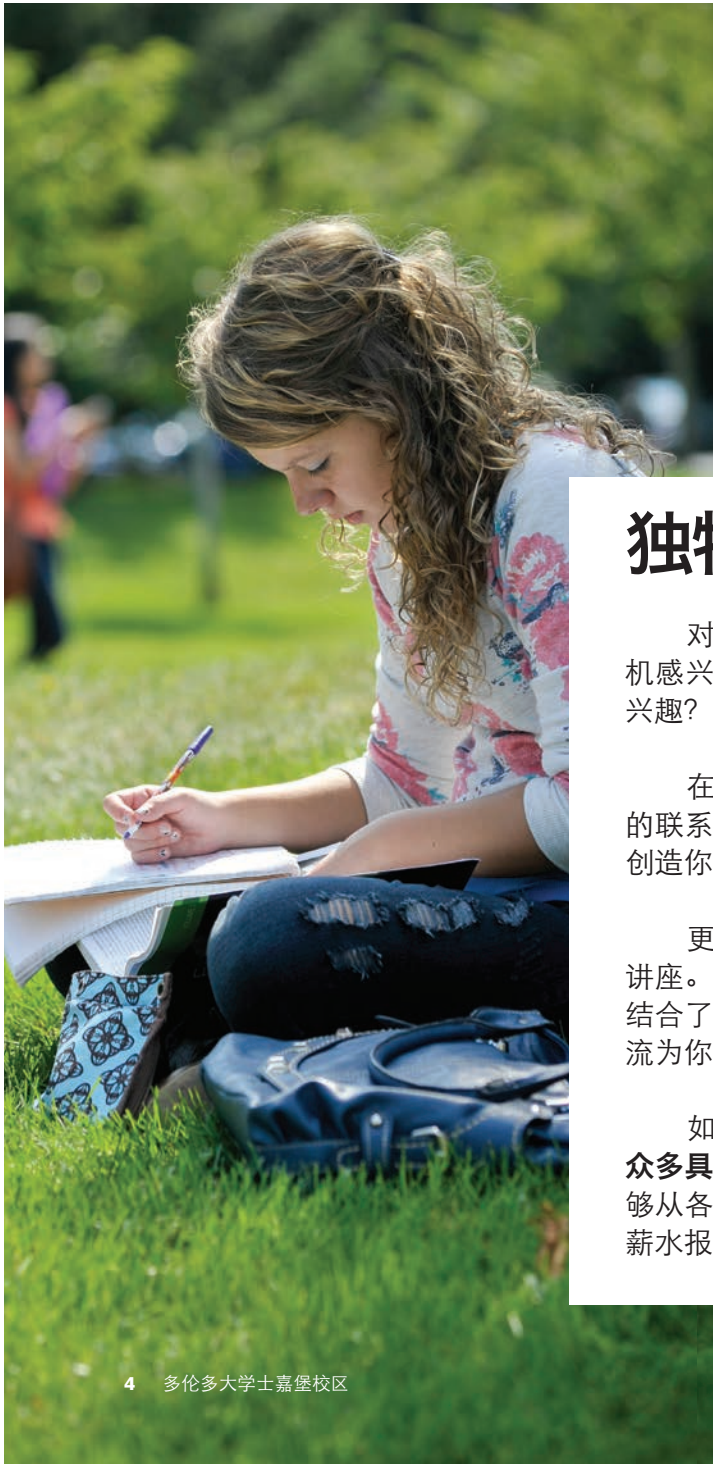 独特
对
机感兴
兴趣?
在
的联系
创造你
更
讲座。
结合了
流为你
如
众多具
够从各
薪水报
4 多伦多大学士嘉堡校区